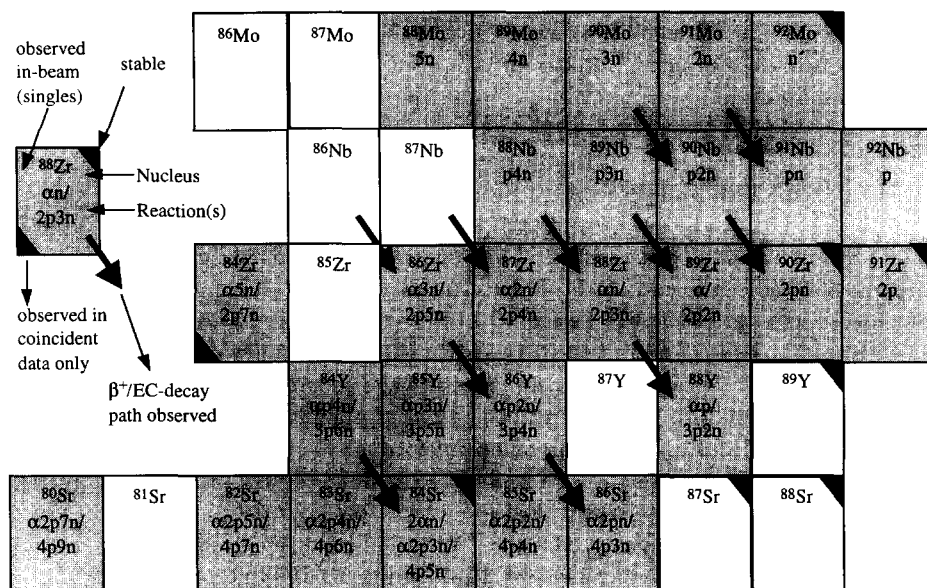 observed
in-beam
(singles)
stable
⁸⁸Zr
αn/
2p3n
Nucleus
Reaction(s)
observed in
coincident
data only
β⁺/EC-decay
path observed
⁸⁶Mo
⁸⁷Mo
⁸⁸Mo
5n
⁸⁹Mo
4n
⁹⁰Mo
3n
⁹¹Mo
2n
⁹²Mo
n´
⁸⁶Nb
⁸⁷Nb
⁸⁸Nb
p4n
⁸⁹Nb
p3n
⁹⁰Nb
p2n
⁹¹Nb
pn
⁹²Nb
p
⁸⁴Zr
α5n/
2p7n
⁸⁵Zr
⁸⁶Zr
α3n/
2p5n
⁸⁷Zr
α2n/
2p4n
⁸⁸Zr
αn/
2p3n
⁸⁹Zr
α/
2p2n
⁹⁰Zr
2pn
⁹¹Zr
2p
⁸⁴Y
αp4n/
3p6n
⁸⁵Y
αp3n/
3p5n
⁸⁶Y
αp2n/
3p4n
⁸⁷Y
⁸⁸Y
αp/
3p2n
⁸⁹Y
⁸⁰Sr
α2p7n/
4p9n
⁸¹Sr
⁸²Sr
α2p5n/
4p7n
⁸³Sr
α2p4n/
4p6n
⁸⁴Sr
2αn/
α2p3n/
4p5n
⁸⁵Sr
α2p2n/
4p4n
⁸⁶Sr
α2pn/
4p3n
⁸⁷Sr
⁸⁸Sr